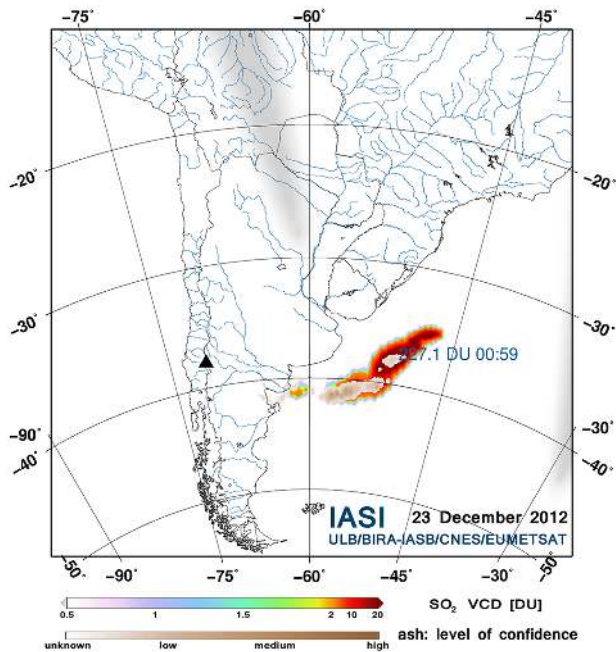 −75° −60° −45°
−20° −20°
−30° −30°
227.1 DU 00:59
−90° −30°
−40° −40°
IASI 23 December 2012
ULB/BIRA-IASB/CNES/EUMETSAT
−50° −90° −75° −60° −45° −30° −50°
0.5 1 1.5 2 10 20 SO₂ VCD [DU]
unknown low medium high ash: level of confidence